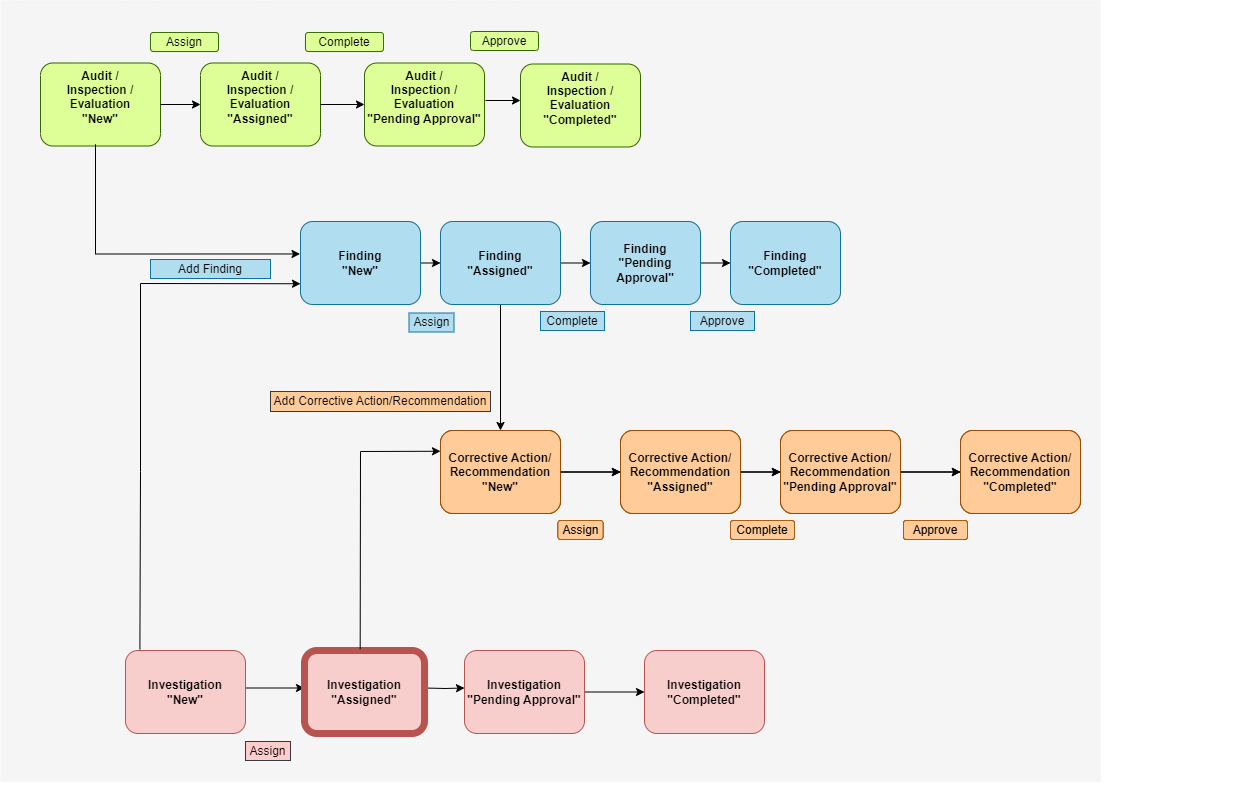 Assign
Complete
Approve
Audit /
Inspection /
Evaluation
"New"
Audit /
Inspection /
Evaluation
"Assigned"
Audit /
Inspection /
Evaluation
"Pending Approval"
Audit /
Inspection /
Evaluation
"Completed"
Add Finding
Finding
"New"
Finding
"Assigned"
Finding
"Pending
Approval"
Finding
"Completed"
Assign
Complete
Approve
Add Corrective Action/Recommendation
Corrective Action/
Recommendation
"New"
Corrective Action/
Recommendation
"Assigned"
Corrective Action/
Recommendation
"Pending Approval"
Corrective Action/
Recommendation
"Completed"
Assign
Complete
Approve
Investigation
"New"
Investigation
"Assigned"
Investigation
"Pending Approval"
Investigation
"Completed"
Assign